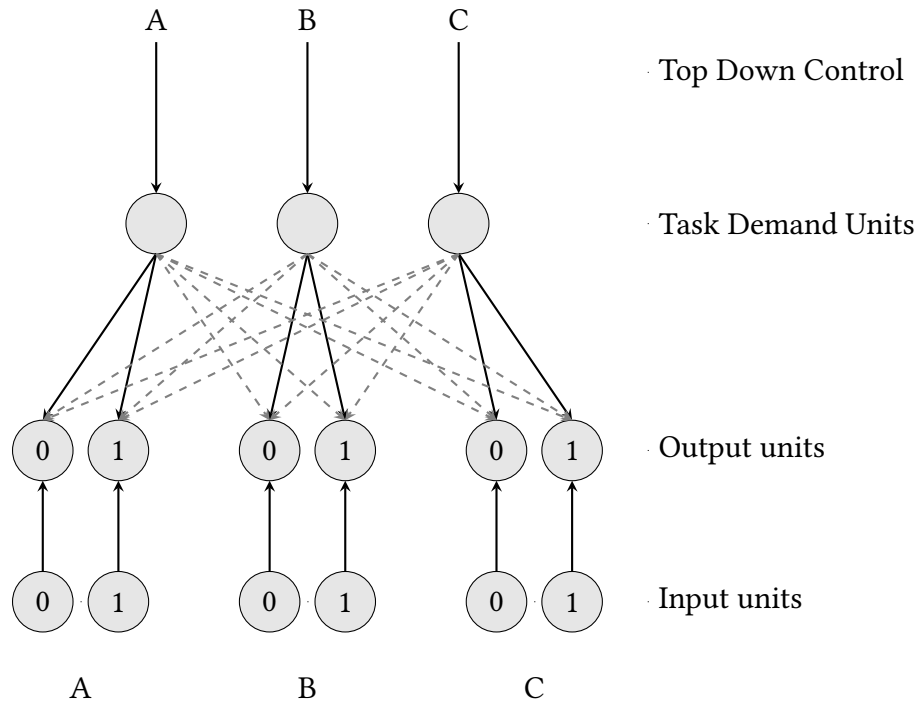 A B C
Top Down Control
Task Demand Units
0 1 0 1 0 1
Output units
0 1 0 1 0 1
Input units
A B C